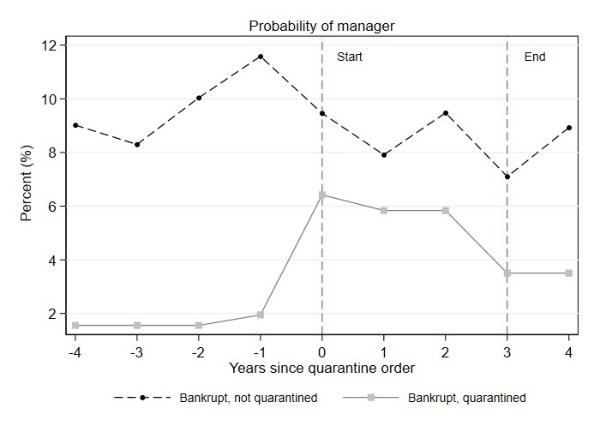 Probability of manager
12
10
8
6
4
2
Percent (%)
Start
End
-4 -3 -2 -1 0 1 2 3 4
Years since quarantine order
Bankrupt, not quarantined Bankrupt, quarantined